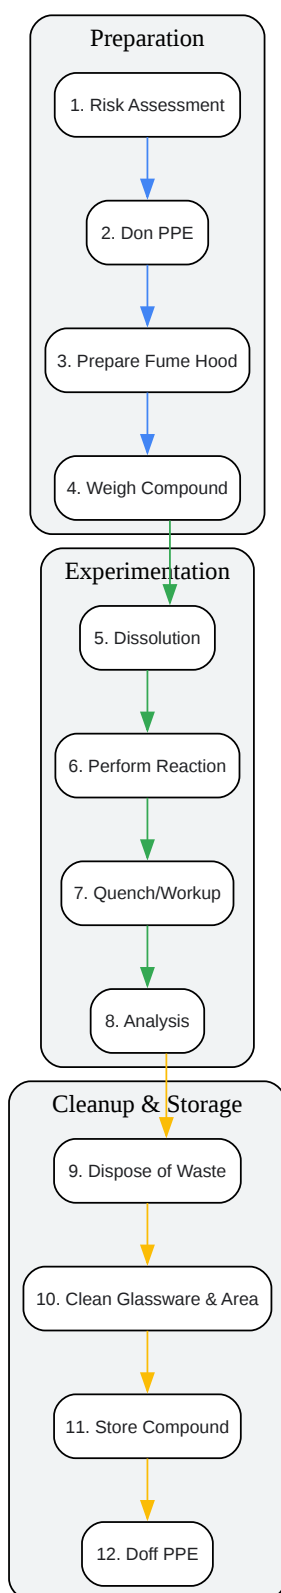 Preparation
1. Risk Assessment
2. Don PPE
3. Prepare Fume Hood
4. Weigh Compound
Experimentation
5. Dissolution
6. Perform Reaction
7. Quench/Workup
8. Analysis
Cleanup & Storage
9. Dispose of Waste
10. Clean Glassware & Area
11. Store Compound
12. Doff PPE